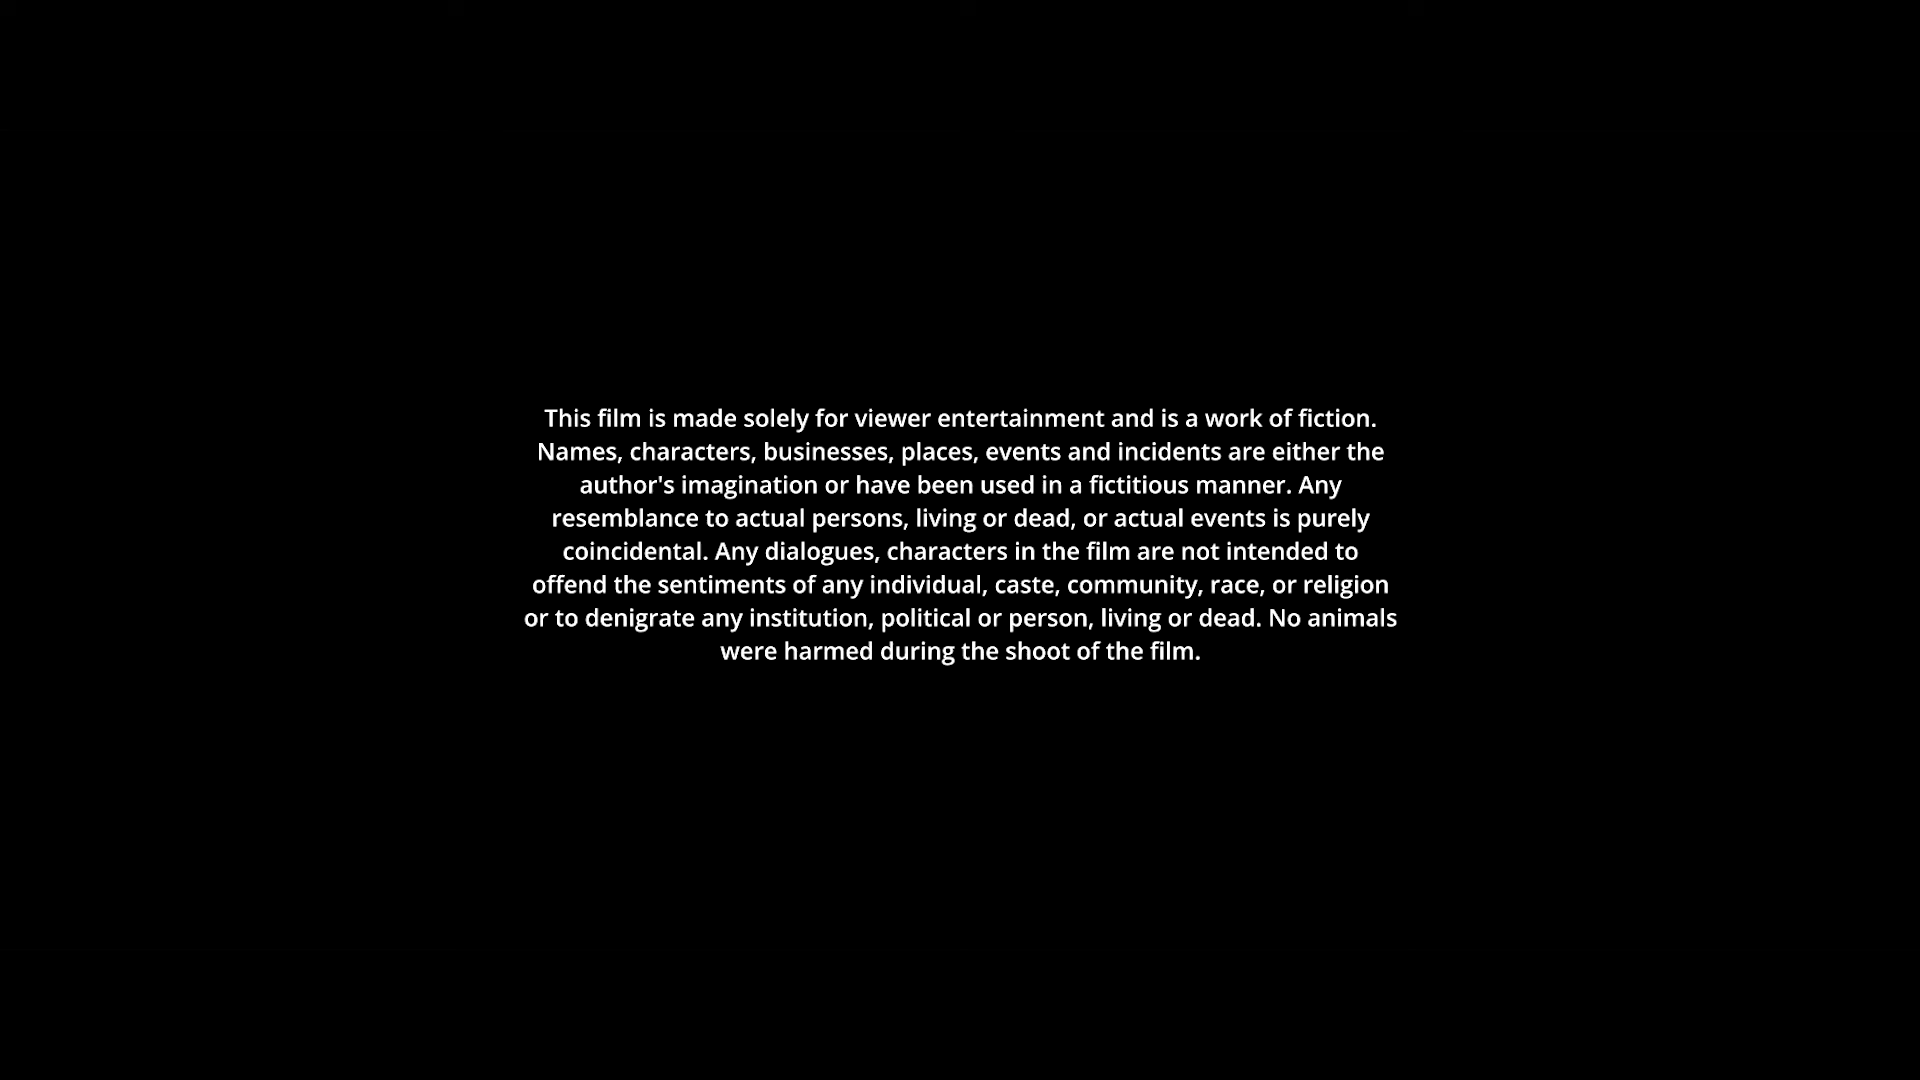 This film is made solely for viewer entertainment and is a work of fiction.
Names, characters, businesses, places, events and incidents are either the
author's imagination or have been used in a fictitious manner. Any
resemblance to actual persons, living or dead, or actual events is purely
coincidental. Any dialogues, characters in the film are not intended to
offend the sentiments of any individual, caste, community, race, or religion
or to denigrate any institution, political or person, living or dead. No animals
were harmed during the shoot of the film.